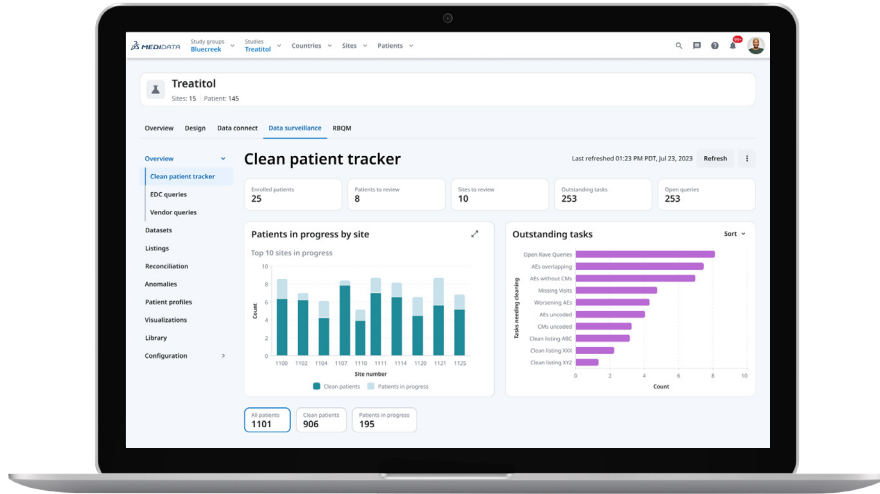 MEDIDATA
Study groups
Bluecreek
Studies
Treatitol
Countries
Sites
Patients
99+
Treatitol
Sites: 15 Patient: 145
Overview Design Data connect Data surveillance RBQM
Overview
Clean patient tracker
EDC queries
Vendor queries
Datasets
Listings
Reconciliation
Anomalies
Patient profiles
Visualizations
Library
Configuration
Clean patient tracker
Last refreshed 01:23 PM PDT, Jul 23, 2023
Refresh
Enrolled patients
25
Patients to review
8
Sites to review
10
Outstanding tasks
253
Open queries
253
Patients in progress by site
Top 10 sites in progress
Count
10
8
6
4
2
0
1100 1102 1104 1107 1110 1111 1114 1120 1121 1125
Site number
Clean patients Patients in progress
Outstanding tasks
Sort
Tasks needing cleaning
Open Rave Queries
AEs overlapping
AEs without CMs
Missing Visits
Worsening AEs
AEs uncoded
CMs uncoded
Clean listing ABC
Clean listing XXX
Clean listing XYZ
0 2 4 6 8 10
Count
All patients
1101
Clean patients
906
Patients in progress
195